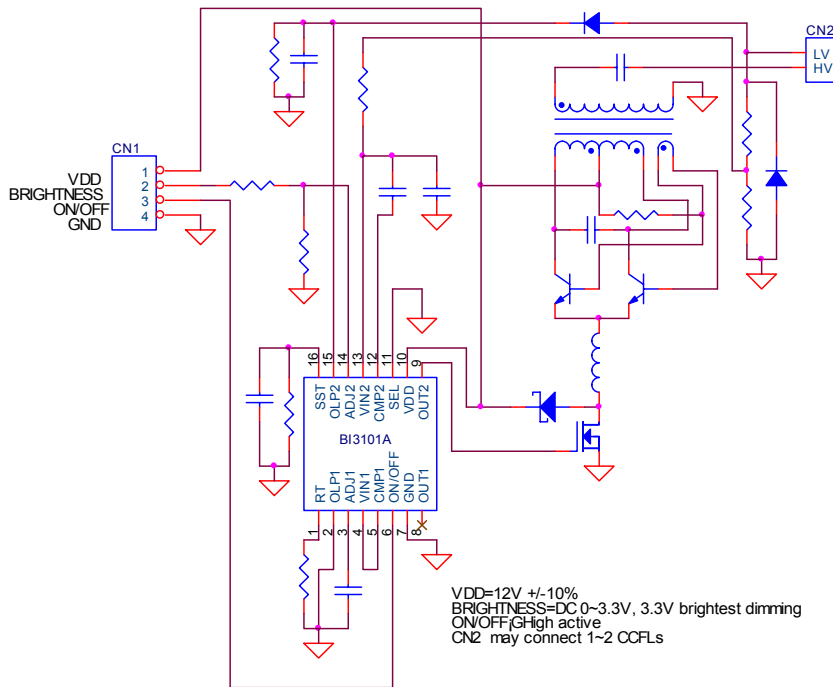 CN2
LV
HV
CN1
1
2
3
4
VDD
BRIGHTNESS
ON/OFF
GND
16 15 14 13 12 11 10 9
SST OLP2 ADJ2 VIN2 CMP2 SEL VDD OUT2
BI3101A
RT OLP1 ADJ1 VIN1 CMP1 ON/OFF GND OUT1
1 2 3 4 5 6 7 8
VDD=12V +/-10%
BRIGHTNESS=DC 0~3.3V, 3.3V brightest dimming
ON/OFF¡GHigh active
CN2 may connect 1~2 CCFLs